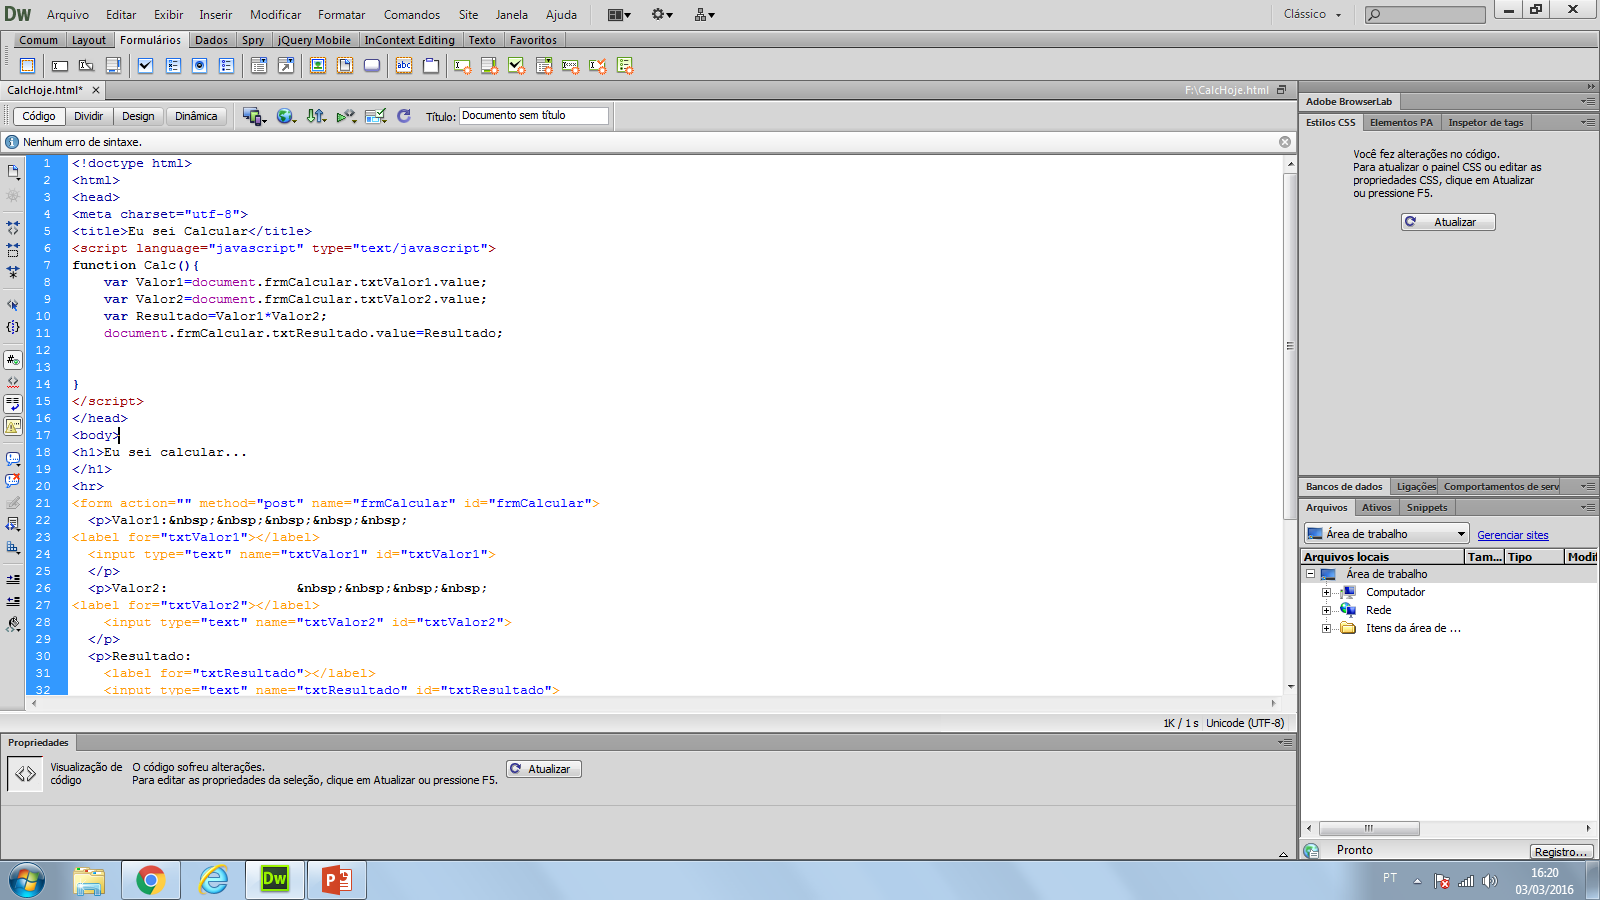 Dw Arquivo Editar Exibir Inserir Modificar Formatar Comandos Site Janela Ajuda Clássico
Comum Layout Formulários Dados Spry jQuery Mobile InContext Editing Texto Favoritos
CalcHoje.html* F:\CalcHoje.html
Código Dividir Design Dinâmica Título: Documento sem título
Nenhum erro de sintaxe.
1 <!doctype html>
2 <html>
3 <head>
4 <meta charset="utf-8">
5 <title>Eu sei Calcular</title>
6 <script language="javascript" type="text/javascript">
7 function Calc(){
8 var Valor1=document.frmCalcular.txtValor1.value;
9 var Valor2=document.frmCalcular.txtValor2.value;
10 var Resultado=Valor1*Valor2;
11 document.frmCalcular.txtResultado.value=Resultado;
12
13
14 }
15 </script>
16 </head>
17 <body>
18 <h1>Eu sei calcular...
19 </h1>
20 <hr>
21 <form action="" method="post" name="frmCalcular" id="frmCalcular">
22 <p>Valor1:&nbsp;&nbsp;&nbsp;&nbsp;&nbsp;
23 <label for="txtValor1"></label>
24 <input type="text" name="txtValor1" id="txtValor1">
25 </p>
26 <p>Valor2: &nbsp;&nbsp;&nbsp;&nbsp;
27 <label for="txtValor2"></label>
28 <input type="text" name="txtValor2" id="txtValor2">
29 </p>
30 <p>Resultado:
31 <label for="txtResultado"></label>
32 <input type="text" name="txtResultado" id="txtResultado">
1K / 1 s Unicode (UTF-8)
Propriedades
Visualização de código
O código sofreu alterações.
Para editar as propriedades da seleção, clique em Atualizar ou pressione F5.
Atualizar
Adobe BrowserLab
Estilos CSS Elementos PA Inspetor de tags
Você fez alterações no código.
Para atualizar o painel CSS ou editar as
propriedades CSS, clique em Atualizar
ou pressione F5.
Atualizar
Bancos de dados Ligações Comportamentos de serv
Arquivos Ativos Snippets
Área de trabalho Gerenciar sites
Arquivos locais Tam... Tipo Modif
Área de trabalho
Computador
Rede
Itens da área de ...
Pronto Registro...
Dw PT 16:20
03/03/2016